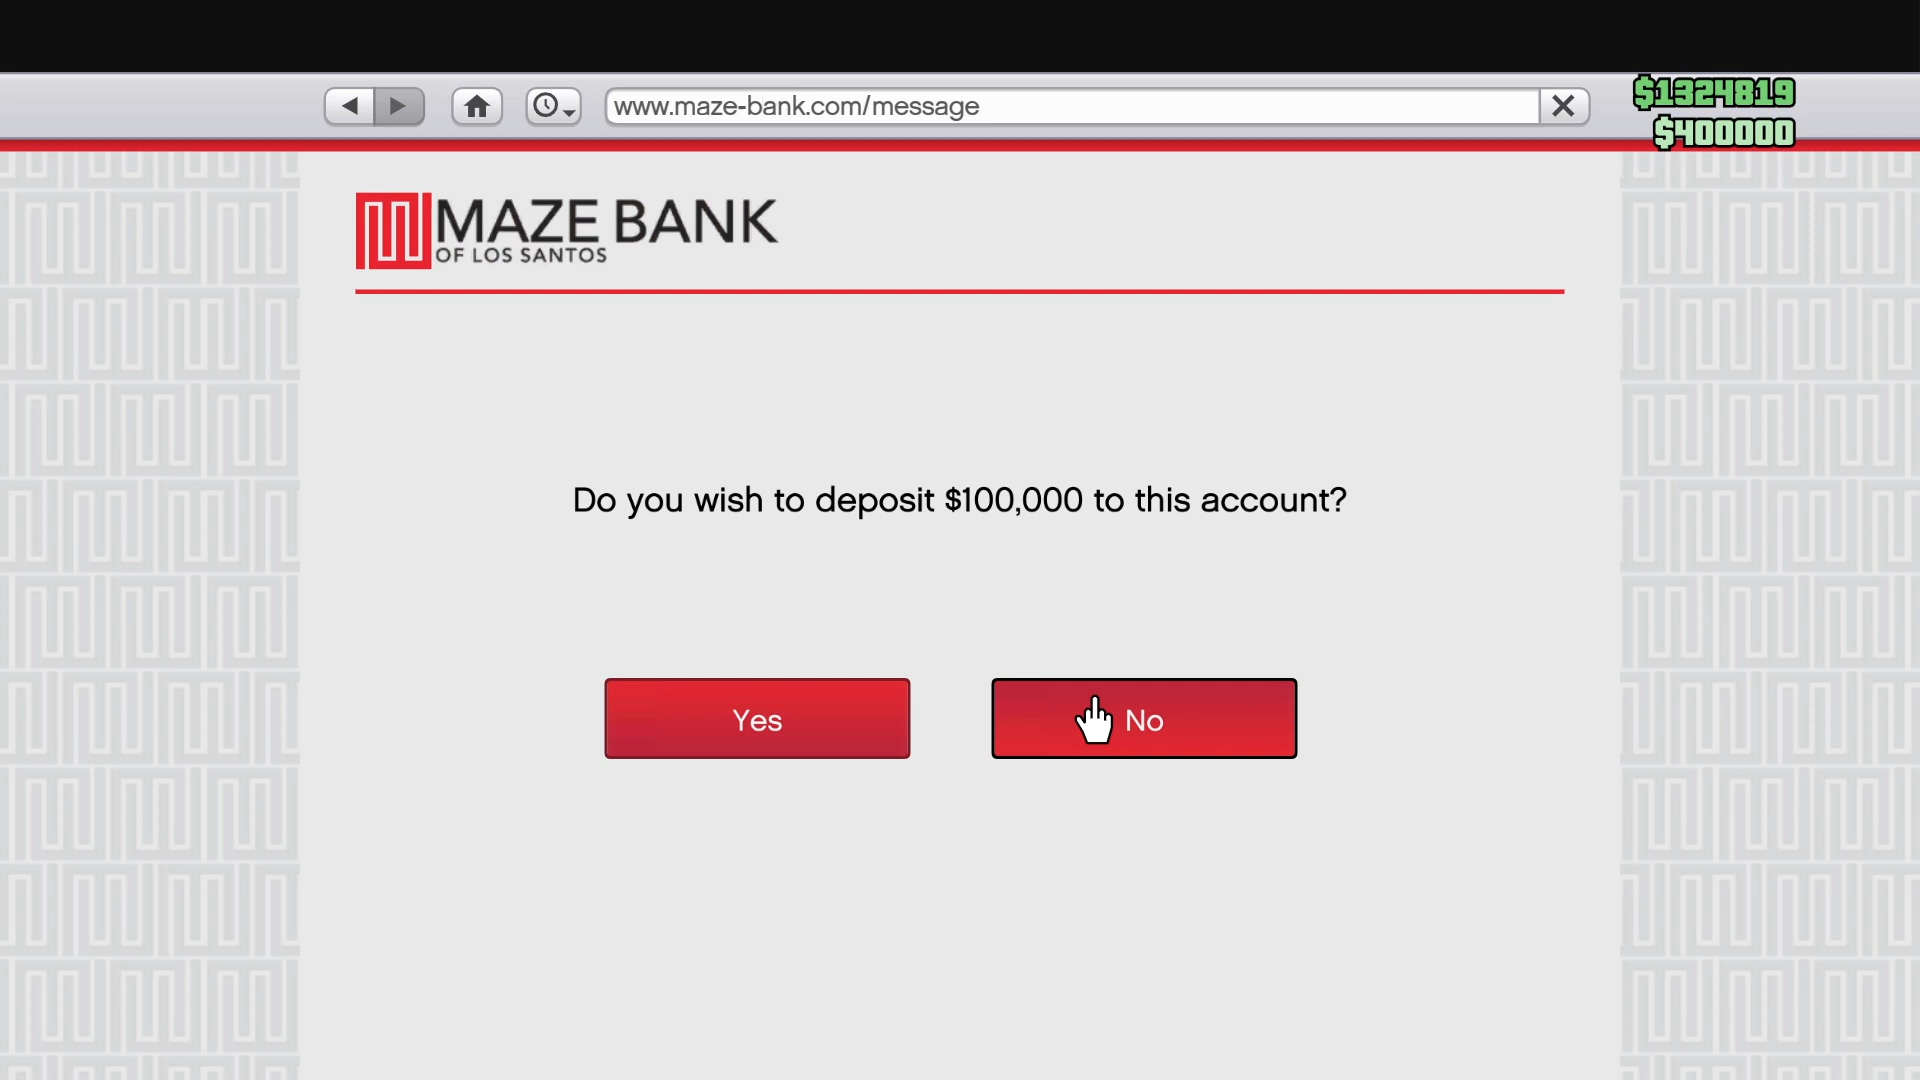 www.maze-bank.com/message
$1324819
$400000
MAZE BANK
OF LOS SANTOS
Do you wish to deposit $100,000 to this account?
Yes
No